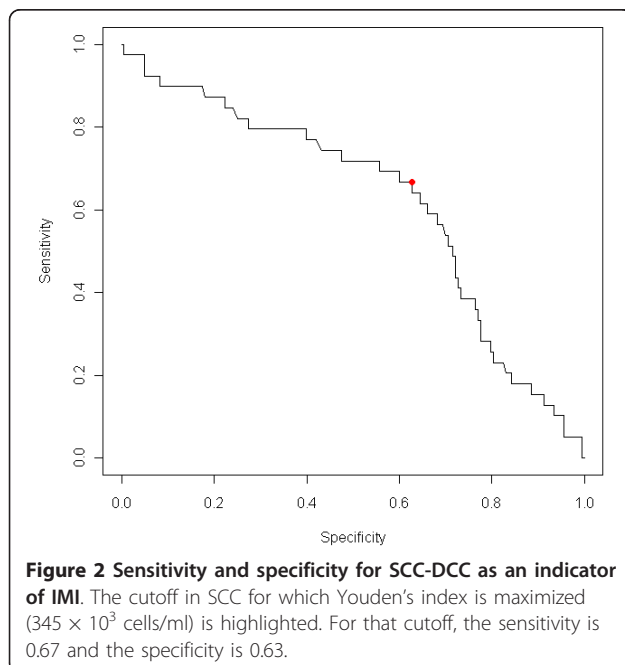 1.0
0.8
0.6
0.4
0.2
0.0
Sensitivity
0.0 0.2 0.4 0.6 0.8 1.0
Specificity
Figure 2 Sensitivity and specificity for SCC-DCC as an indicator
of IMI. The cutoff in SCC for which Youden's index is maximized
(345 × 10³ cells/ml) is highlighted. For that cutoff, the sensitivity is
0.67 and the specificity is 0.63.